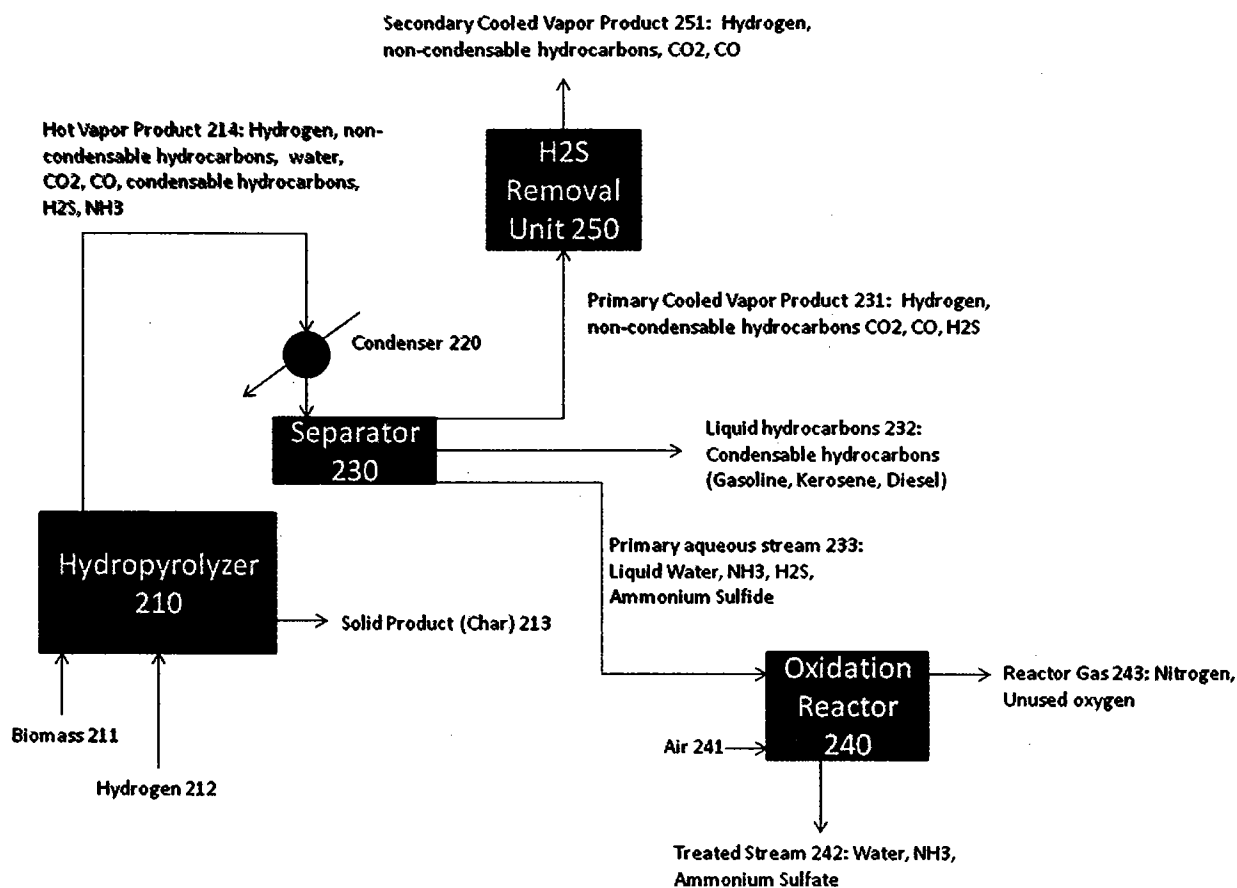 Secondary Cooled Vapor Product 251: Hydrogen,
non-condensable hydrocarbons, CO2, CO
Hot Vapor Product 214: Hydrogen, non-
condensable hydrocarbons, water,
CO2, CO, condensable hydrocarbons,
H2S, NH3
H2S
Removal
Unit 250
Primary Cooled Vapor Product 231: Hydrogen,
non-condensable hydrocarbons CO2, CO, H2S
Condenser 220
Separator
230
Liquid hydrocarbons 232:
Condensable hydrocarbons
(Gasoline, Kerosene, Diesel)
Hydropyrolyzer
210
Primary aqueous stream 233:
Liquid Water, NH3, H2S,
Ammonium Sulfide
Solid Product (Char) 213
Oxidation
Reactor
240
Reactor Gas 243: Nitrogen,
Unused oxygen
Biomass 211
Air 241
Hydrogen 212
Treated Stream 242: Water, NH3,
Ammonium Sulfate